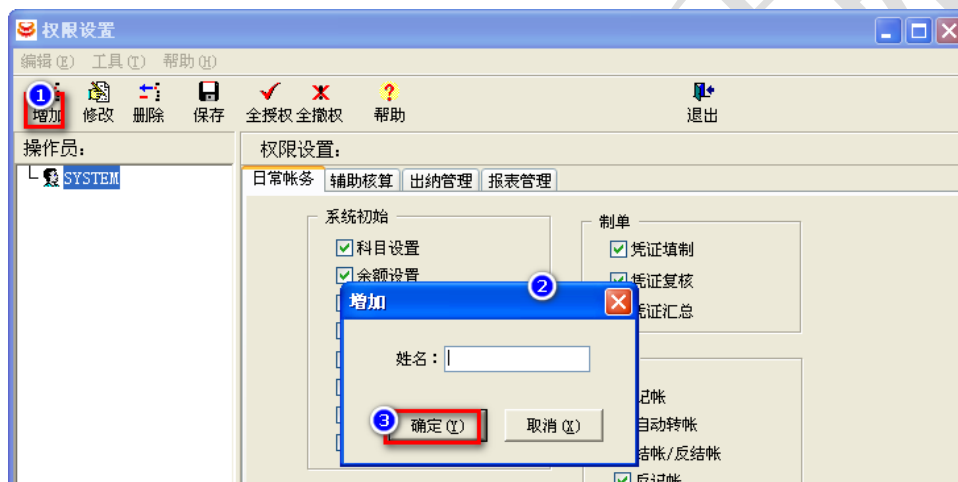 权限设置
编辑(E) 工具(T) 帮助(H)
1
增加 修改 删除 保存 全授权 全撤权 帮助 退出
操作员： 权限设置：
SYSTEM
日常帐务 辅助核算 出纳管理 报表管理
系统初始 制单
科目设置 凭证填制
余额设置 凭证复核
2
增加 凭证汇总
姓名：
记帐
3 确定(Y) 取消(X) 自动转帐
结帐/反结帐
反记帐